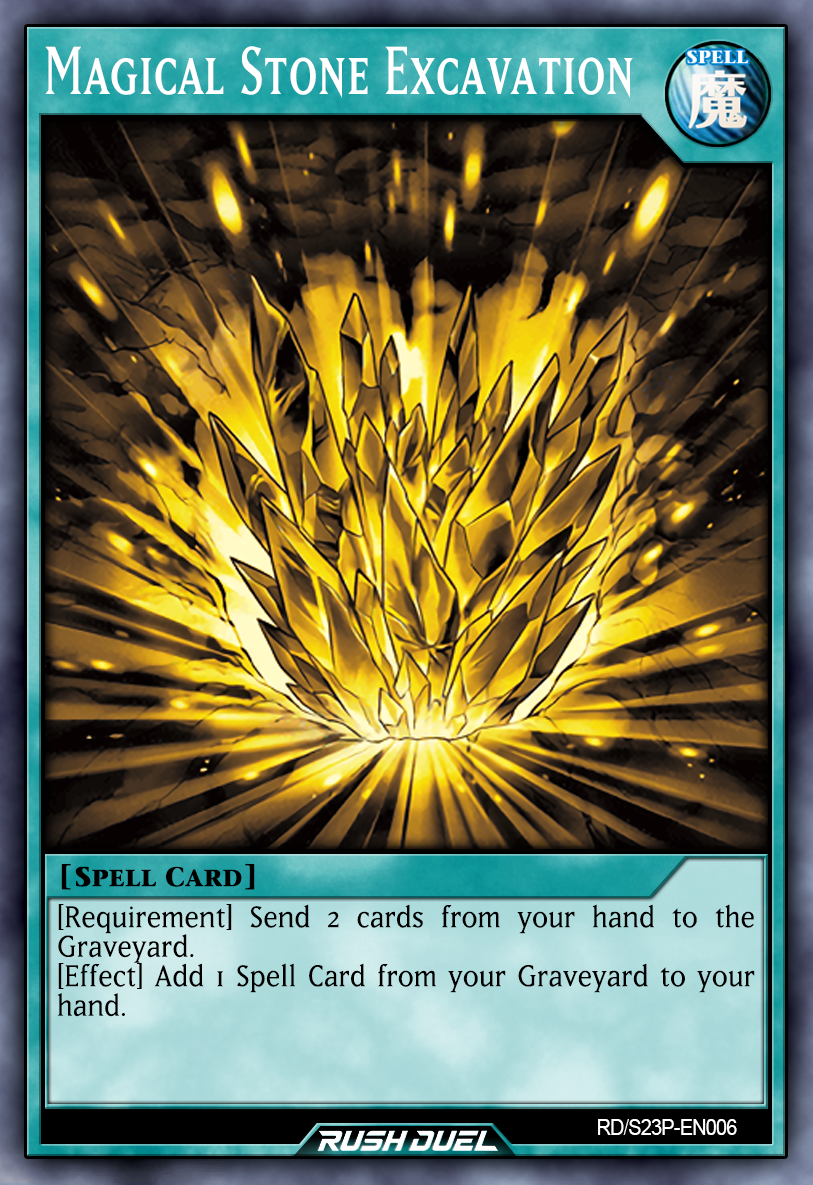 Magical Stone Excavation
SPELL
魔
[Spell Card]
[Requirement] Send 2 cards from your hand to the
Graveyard.
[Effect] Add 1 Spell Card from your Graveyard to your
hand.
RD/S23P-EN006
RUSH DUEL